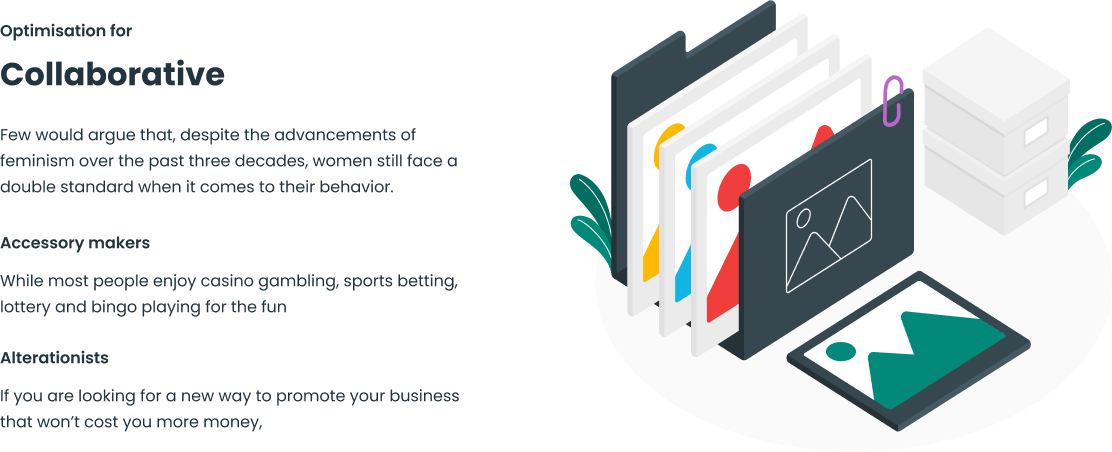 Optimisation for
Collaborative
Few would argue that, despite the advancements of
feminism over the past three decades, women still face a
double standard when it comes to their behavior.
Accessory makers
While most people enjoy casino gambling, sports betting,
lottery and bingo playing for the fun
Alterationists
If you are looking for a new way to promote your business
that won’t cost you more money,